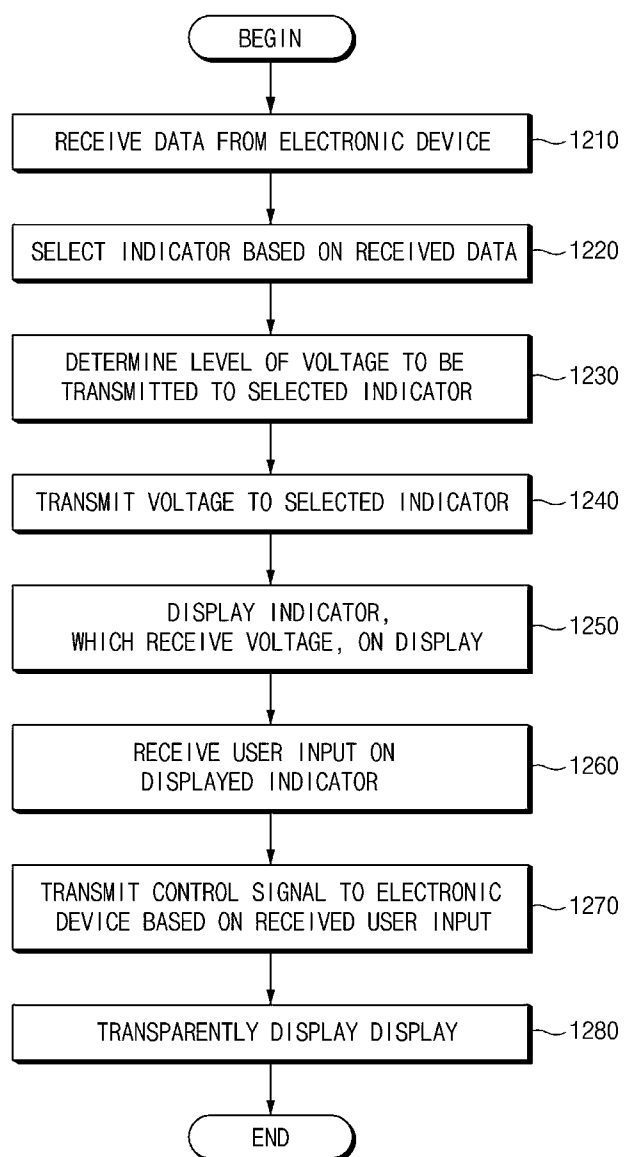 BEGIN
RECEIVE DATA FROM ELECTRONIC DEVICE
1210
SELECT INDICATOR BASED ON RECEIVED DATA
1220
DETERMINE LEVEL OF VOLTAGE TO BE
TRANSMITTED TO SELECTED INDICATOR
1230
TRANSMIT VOLTAGE TO SELECTED INDICATOR
1240
DISPLAY INDICATOR,
WHICH RECEIVE VOLTAGE, ON DISPLAY
1250
RECEIVE USER INPUT ON
DISPLAYED INDICATOR
1260
TRANSMIT CONTROL SIGNAL TO ELECTRONIC
DEVICE BASED ON RECEIVED USER INPUT
1270
TRANSPARENTLY DISPLAY DISPLAY
1280
END